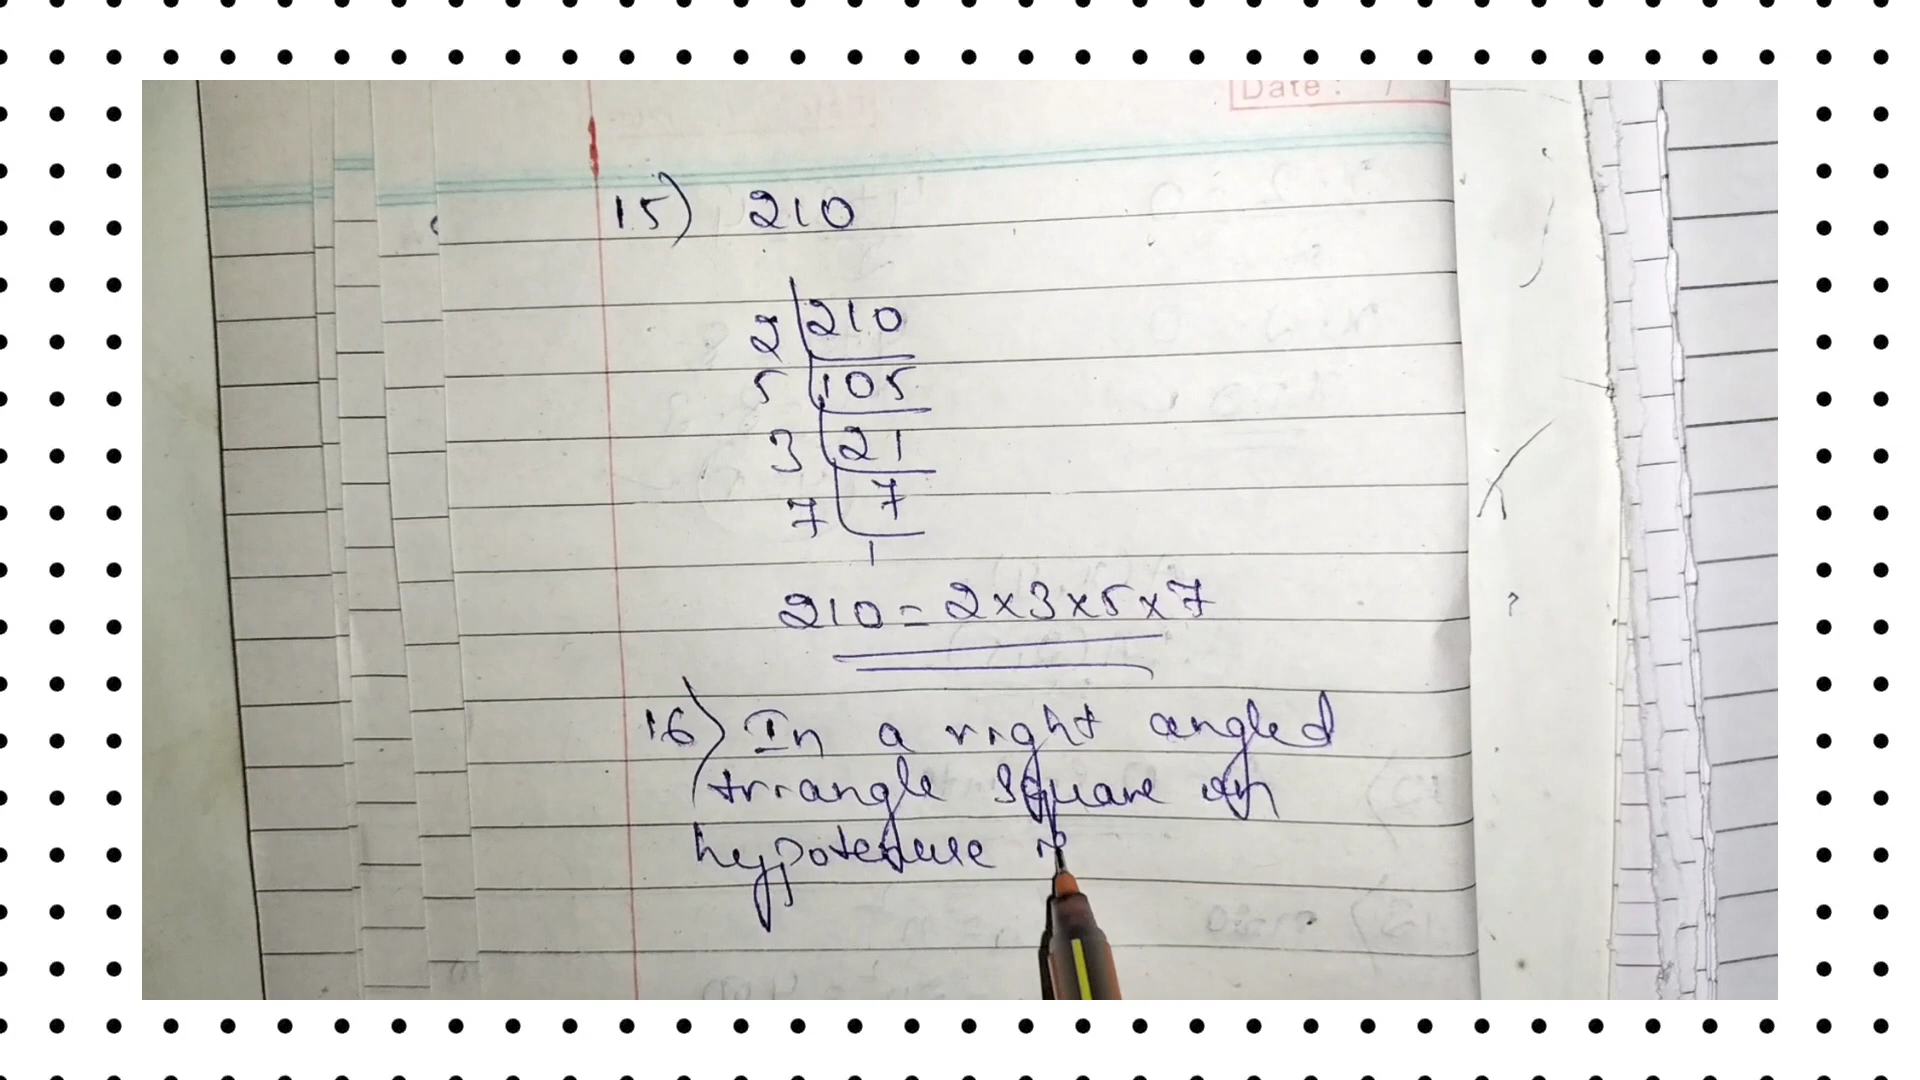 Date : / /
15) 210
2 210
5 105
3 21
7 7
1
210 = 2×3×5×7
16) In a right angled
triangle square on
hypotenuse
?